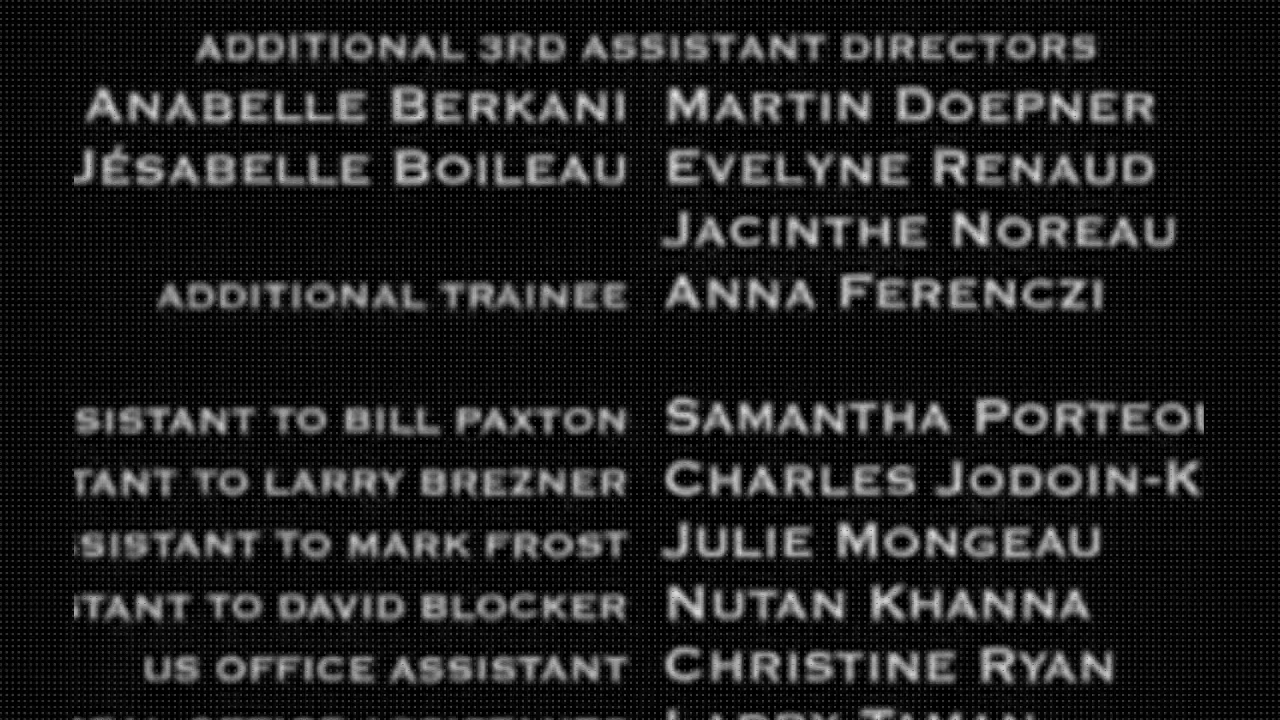 ADDITIONAL 3RD ASSISTANT DIRECTORS
ANABELLE BERKANI MARTIN DOEPNER
JÉSABELLE BOILEAU EVELYNE RENAUD
JACINTHE NOREAU
ADDITIONAL TRAINEE ANNA FERENCZI
SISTANT TO BILL PAXTON SAMANTHA
TANT TO LARRY BREZNER CHARLES JODOIN-K
SISTANT TO MARK FROST JULIE MONGEAU
TANT TO DAVID BLOCKER NUTAN KHANNA
US OFFICE ASSISTANT CHRISTINE RYAN